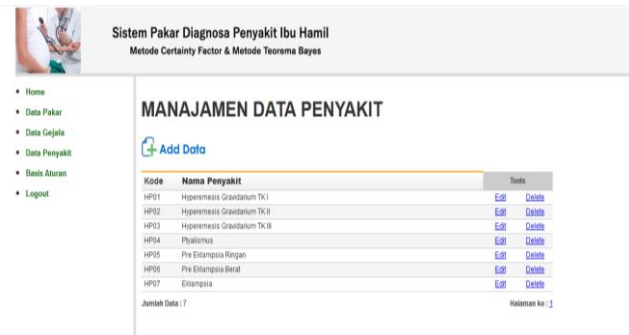 Sistem Pakar Diagnosa Penyakit Ibu Hamil
Metode Certainty Factor & Metode Teorema Bayes
Home
Data Pakar
Data Gejala
Data Penyakit
Basis Aturan
Logout
MANAJAMEN DATA PENYAKIT
Add Data
Kode Nama Penyakit Tools
HP01 Hyperemesis Gravidarium TK I Edit Delete
HP02 Hyperemesis Gravidarium TK II Edit Delete
HP03 Hyperemesis Gravidarium TK III Edit Delete
HP04 Ptyalismus Edit Delete
HP05 Pre Eklampsia Ringan Edit Delete
HP06 Pre Eklampsia Berat Edit Delete
HP07 Eklampsia Edit Delete
Jumlah Data : 7 Halaman ke : 1